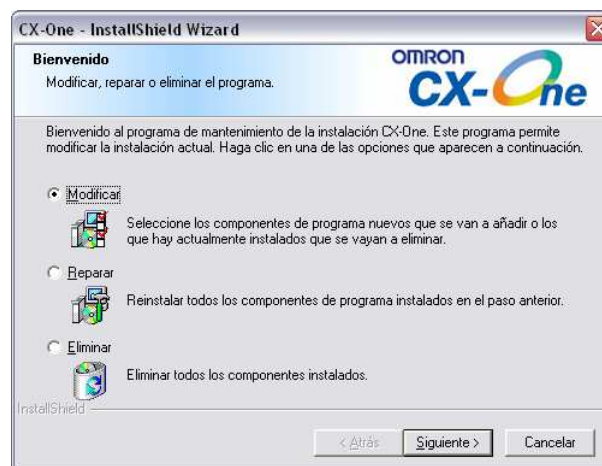 CX-One - InstallShield Wizard
Bienvenido
Modificar, reparar o eliminar el programa.
OMRON
CX-One
Bienvenido al programa de mantenimiento de la instalación CX-One. Este programa permite
modificar la instalación actual. Haga clic en una de las opciones que aparecen a continuación.
Modificar
Seleccione los componentes de programa nuevos que se van a añadir o los
que hay actualmente instalados que se vayan a eliminar.
Reparar
Reinstalar todos los componentes de programa instalados en el paso anterior.
Eliminar
Eliminar todos los componentes instalados.
InstallShield
< Atrás
Siguiente >
Cancelar